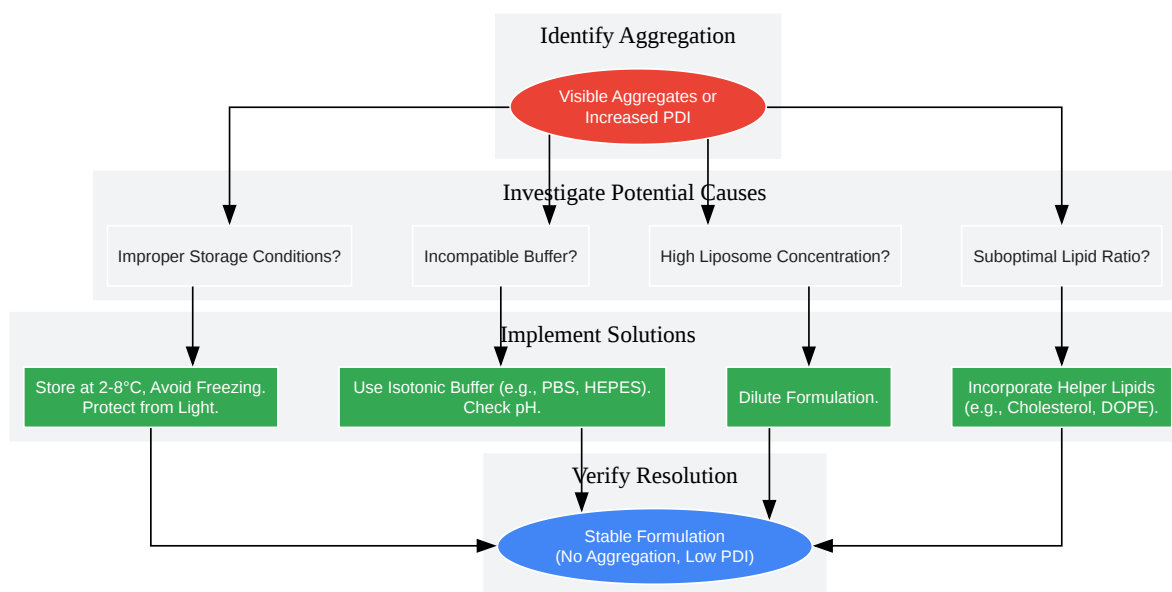 Identify Aggregation
Visible Aggregates or
Increased PDI
Investigate Potential Causes
Improper Storage Conditions?
Incompatible Buffer?
High Liposome Concentration?
Suboptimal Lipid Ratio?
Implement Solutions
Store at 2-8°C, Avoid Freezing.
Protect from Light.
Use Isotonic Buffer (e.g., PBS, HEPES).
Check pH.
Dilute Formulation.
Incorporate Helper Lipids
(e.g., Cholesterol, DOPE).
Verify Resolution
Stable Formulation
(No Aggregation, Low PDI)